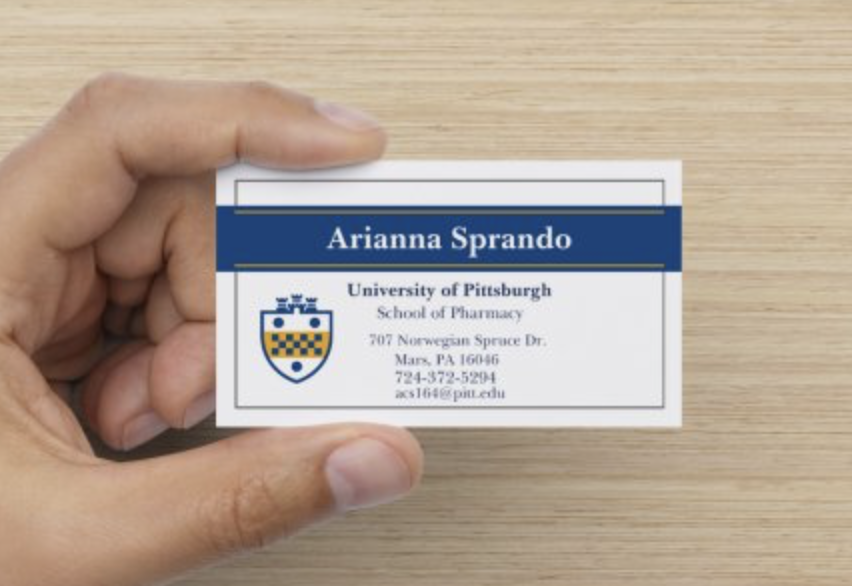 Arianna Sprando
University of Pittsburgh
School of Pharmacy
707 Norwegian Spruce Dr.
Mars, PA 16046
724-372-5294
acs164@pitt.edu